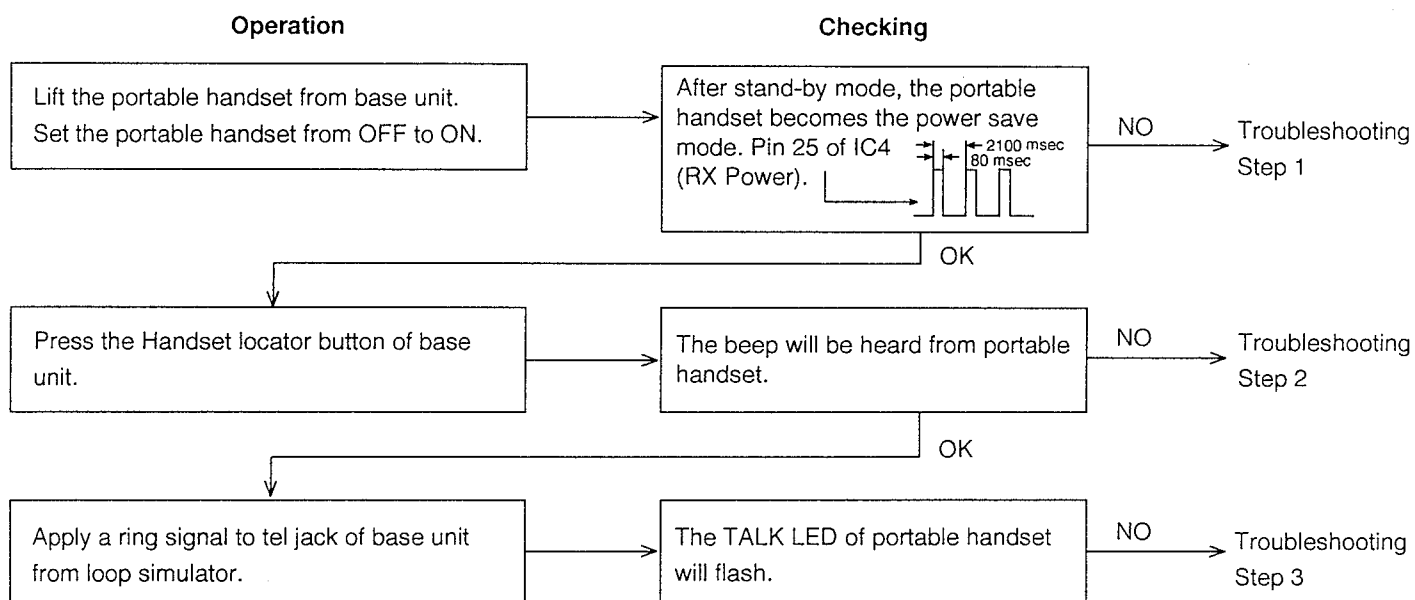 Operation
Checking
Lift the portable handset from base unit.
Set the portable handset from OFF to ON.
After stand-by mode, the portable
handset becomes the power save
mode. Pin 25 of IC4
(RX Power).
2100 msec
80 msec
NO
Troubleshooting
Step 1
OK
Press the Handset locator button of base
unit.
The beep will be heard from portable
handset.
NO
Troubleshooting
Step 2
OK
Apply a ring signal to tel jack of base unit
from loop simulator.
The TALK LED of portable handset
will flash.
NO
Troubleshooting
Step 3